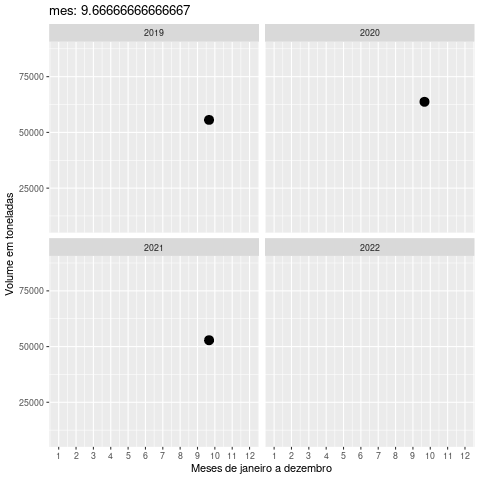 mes: 9.66666666666667
2019 2020
75000
50000
25000
2021 2022
75000
50000
25000
Volume em toneladas
1 2 3 4 5 6 7 8 9 10 11 12 1 2 3 4 5 6 7 8 9 10 11 12
Meses de janeiro a dezembro